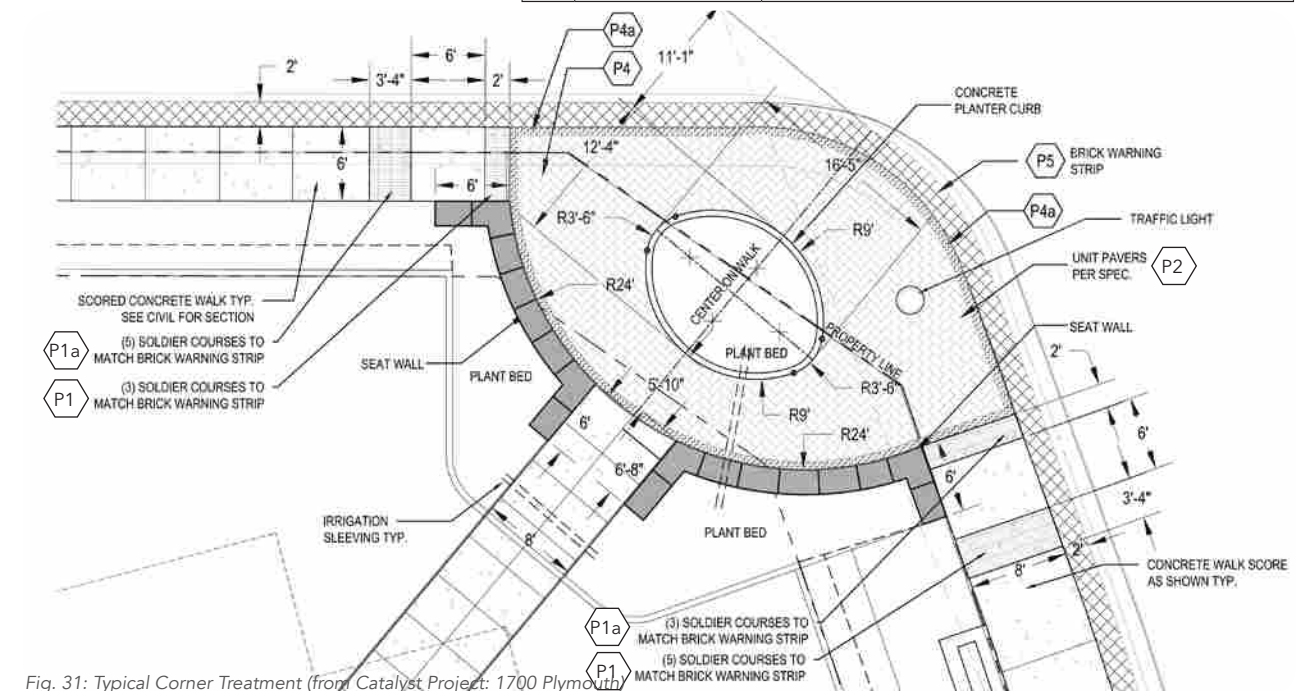 P4a
P4
6'
2'
3'-4"
2'
11'-1"
CONCRETE
PLANTER CURB
12'-4"
16'-5"
P5
BRICK WARNING
STRIP
6'
6'
P4a
TRAFFIC LIGHT
R3'-6"
R9'
UNIT PAVERS
PER SPEC.
P2
CENTER ON WALK
R24'
SCORED CONCRETE WALK TYP.
SEE CIVIL FOR SECTION
PROPERTY LINE
SEAT WALL
P1a
(5) SOLDIER COURSES TO
MATCH BRICK WARNING STRIP
SEAT WALL
PLANT BED
PLANT BED
2'
P1
(3) SOLDIER COURSES TO
MATCH BRICK WARNING STRIP
5'-10"
R3'-6"
R9'
6'
R24'
6'
6'-8"
6'
3'-4"
IRRIGATION
SLEEVING TYP.
8'
PLANT BED
2'
8'
CONCRETE WALK SCORE
AS SHOWN TYP.
P1a
(3) SOLDIER COURSES TO
MATCH BRICK WARNING STRIP
P1
(5) SOLDIER COURSES TO
MATCH BRICK WARNING STRIP
Fig. 31: Typical Corner Treatment (from Catalyst Project: 1700 Plymouth)